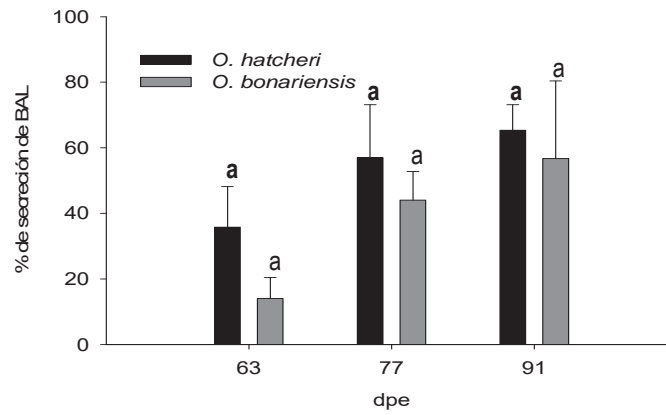 100
80
60
40
20
0
% de secreción de BAL
O. hatcheri
O. bonariensis
a
a
a
a
a
a
63 77 91
dpe